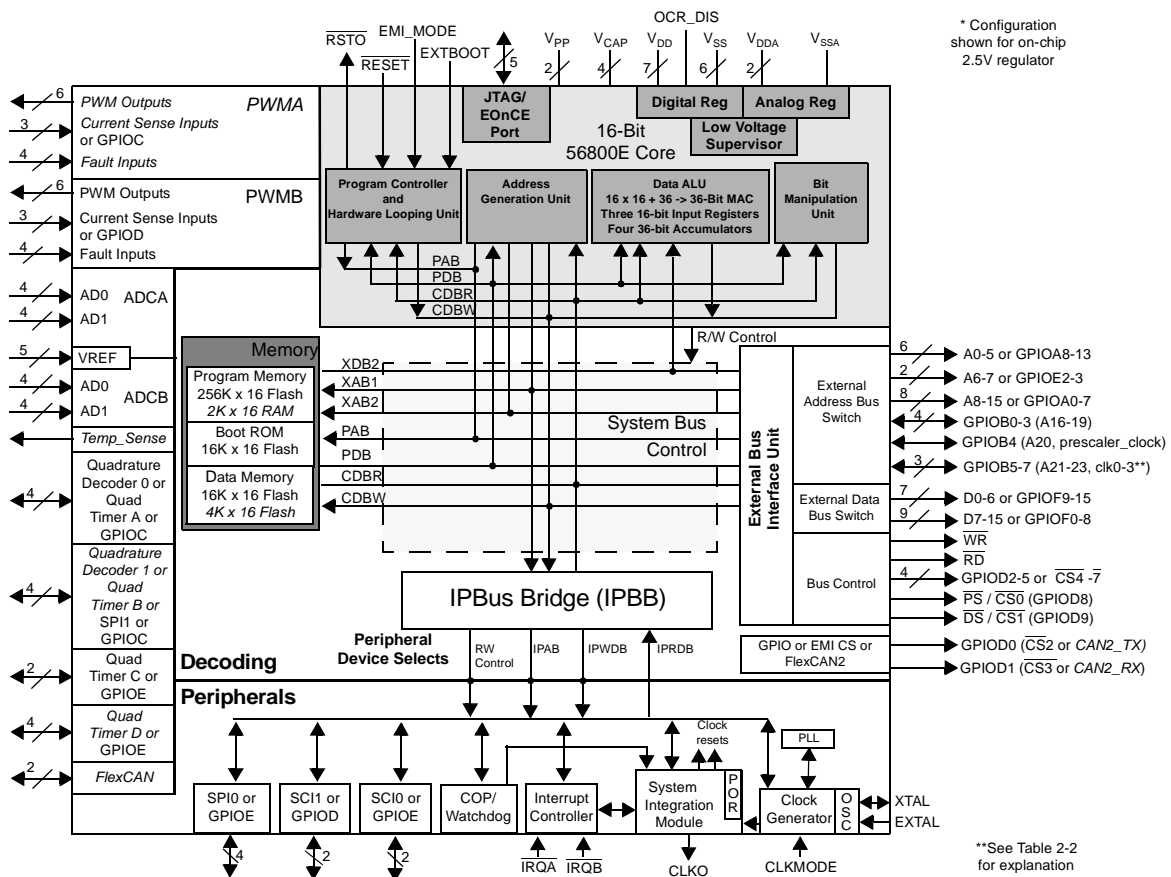 OCR_DIS
* Configuration
shown for on-chip
2.5V regulator
RSTO
EMI_MODE
RESET
EXTBOOT
5
VPP
2
VCAP
4
VDD
7
VSS
6
VDDA
2
VSSA
JTAG/
EOnCE
Port
Digital Reg
Analog Reg
Low Voltage
Supervisor
16-Bit
56800E Core
Program Controller
and
Hardware Looping Unit
Address
Generation Unit
Data ALU
16 x 16 + 36 -> 36-Bit MAC
Three 16-bit Input Registers
Four 36-bit Accumulators
Bit
Manipulation
Unit
PAB
PDB
CDBR
CDBW
6
PWM Outputs
PWMA
3
Current Sense Inputs
or GPIOC
4
Fault Inputs
6
PWM Outputs
PWMB
3
Current Sense Inputs
or GPIOD
4
Fault Inputs
4
AD0
ADCA
4
AD1
5
VREF
4
AD0
ADCB
4
AD1
Temp_Sense
4
Quadrature
Decoder 0 or
Quad
Timer A or
GPIOC
4
Quadrature
Decoder 1 or
Quad
Timer B or
SPI1 or
GPIOC
2
Quad
Timer C or
GPIOE
4
Quad
Timer D or
GPIOE
2
FlexCAN
Memory
Program Memory
256K x 16 Flash
2K x 16 RAM
Boot ROM
16K x 16 Flash
Data Memory
16K x 16 Flash
4K x 16 Flash
XDB2
XAB1
XAB2
PAB
PDB
CDBR
CDBW
R/W Control
System Bus
Control
External Bus
Interface Unit
External
Address Bus
Switch
External Data
Bus Switch
Bus Control
GPIO or EMI CS or
FlexCAN2
6
A0-5 or GPIOA8-13
2
A6-7 or GPIOE2-3
8
A8-15 or GPIOA0-7
4
GPIOB0-3 (A16-19)
GPIOB4 (A20, prescaler_clock)
3
GPIOB5-7 (A21-23, clk0-3**)
7
D0-6 or GPIOF9-15
9
D7-15 or GPIOF0-8
WR
RD
4
GPIOD2-5 or CS4 -7
PS / CS0 (GPIOD8)
DS / CS1 (GPIOD9)
GPIOD0 (CS2 or CAN2_TX)
GPIOD1 (CS3 or CAN2_RX)
IPBus Bridge (IPBB)
Peripheral
Device Selects
RW
Control
IPAB
IPWDB
IPRDB
Decoding
Peripherals
Clock
resets
PLL
SPI0 or
GPIOE
SCI1 or
GPIOD
SCI0 or
GPIOE
COP/
Watchdog
Interrupt
Controller
System
Integration
Module
POR
Clock
Generator
OSC
XTAL
EXTAL
4
2
2
IRQA
IRQB
CLKO
CLKMODE
**See Table 2-2
for explanation